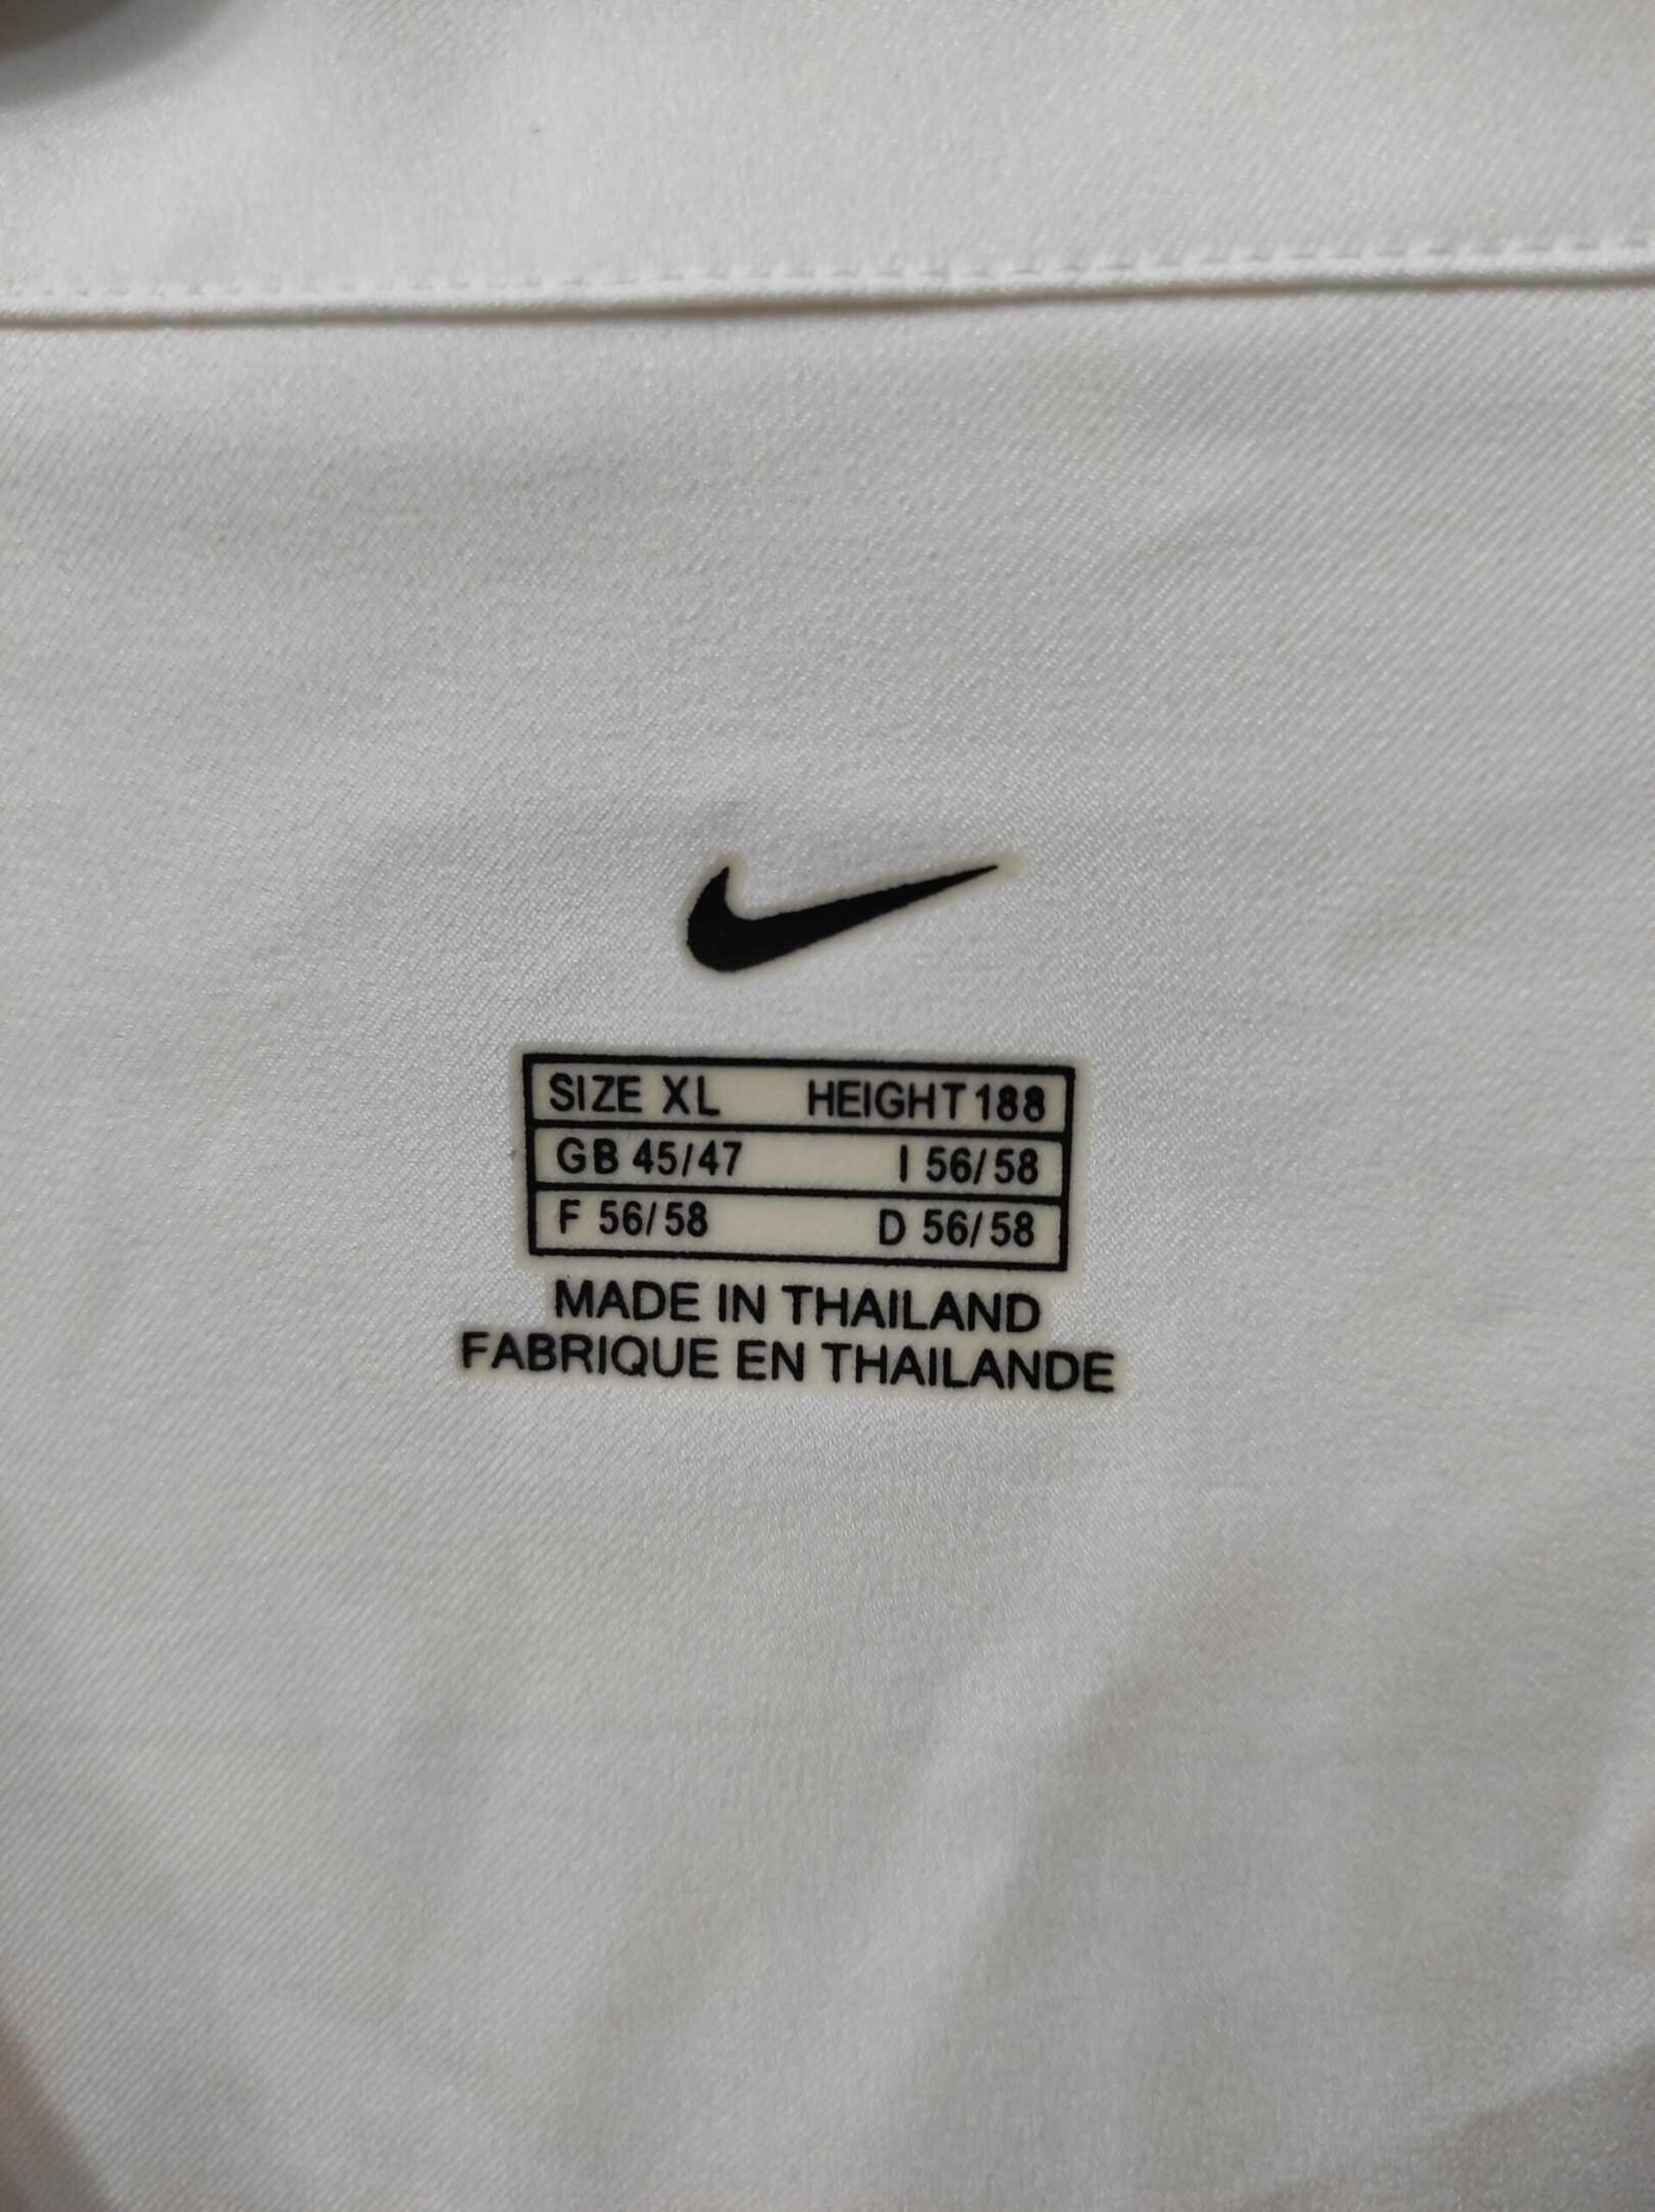 SIZE XL HEIGHT 188
GB 45/47 I 56/58
F 56/58 D 56/58
MADE IN THAILAND
FABRIQUE EN THAILANDE